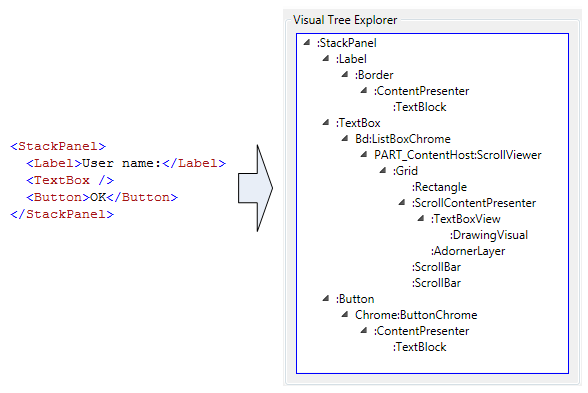 <StackPanel>
<Label>User name:</Label>
<TextBox />
<Button>OK</Button>
</StackPanel>
Visual Tree Explorer
:StackPanel
:Label
:Border
:ContentPresenter
:TextBlock
:TextBox
Bd:ListBoxChrome
PART_ContentHost:ScrollViewer
:Grid
:Rectangle
:ScrollContentPresenter
:TextBoxView
:DrawingVisual
:AdornerLayer
:ScrollBar
:ScrollBar
:Button
Chrome:ButtonChrome
:ContentPresenter
:TextBlock